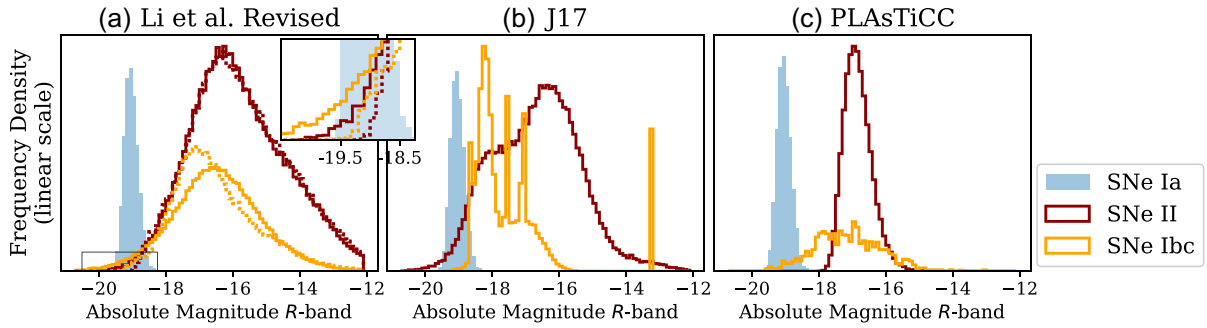 (a) Li et al. Revised
(b) J17
(c) PLAsTiCC
Frequency Density
(linear scale)
-19.5 -18.5
−20 −18 −16 −14 −12
−20 −18 −16 −14 −12
−20 −18 −16 −14 −12
Absolute Magnitude R-band
Absolute Magnitude R-band
Absolute Magnitude R-band
SNe Ia
SNe II
SNe Ibc